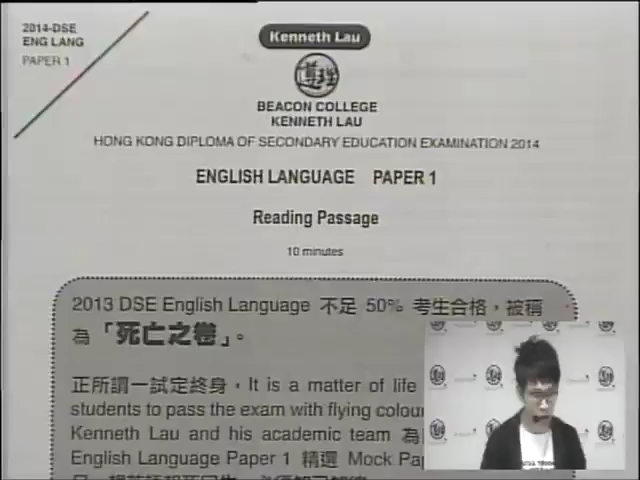 2014-DSE
ENG LANG
PAPER 1
Kenneth Lau
遵理
BEACON COLLEGE
KENNETH LAU
HONG KONG DIPLOMA OF SECONDARY EDUCATION EXAMINATION 2014
ENGLISH LANGUAGE PAPER 1
Reading Passage
10 minutes
2013 DSE English Language 不足 50% 考生合格，被稱
為「死亡之卷」。
正所謂一試定終身，It is a matter of life
students to pass the exam with flying colou
Kenneth Lau and his academic team 為
English Language Paper 1 精選 Mock Pa